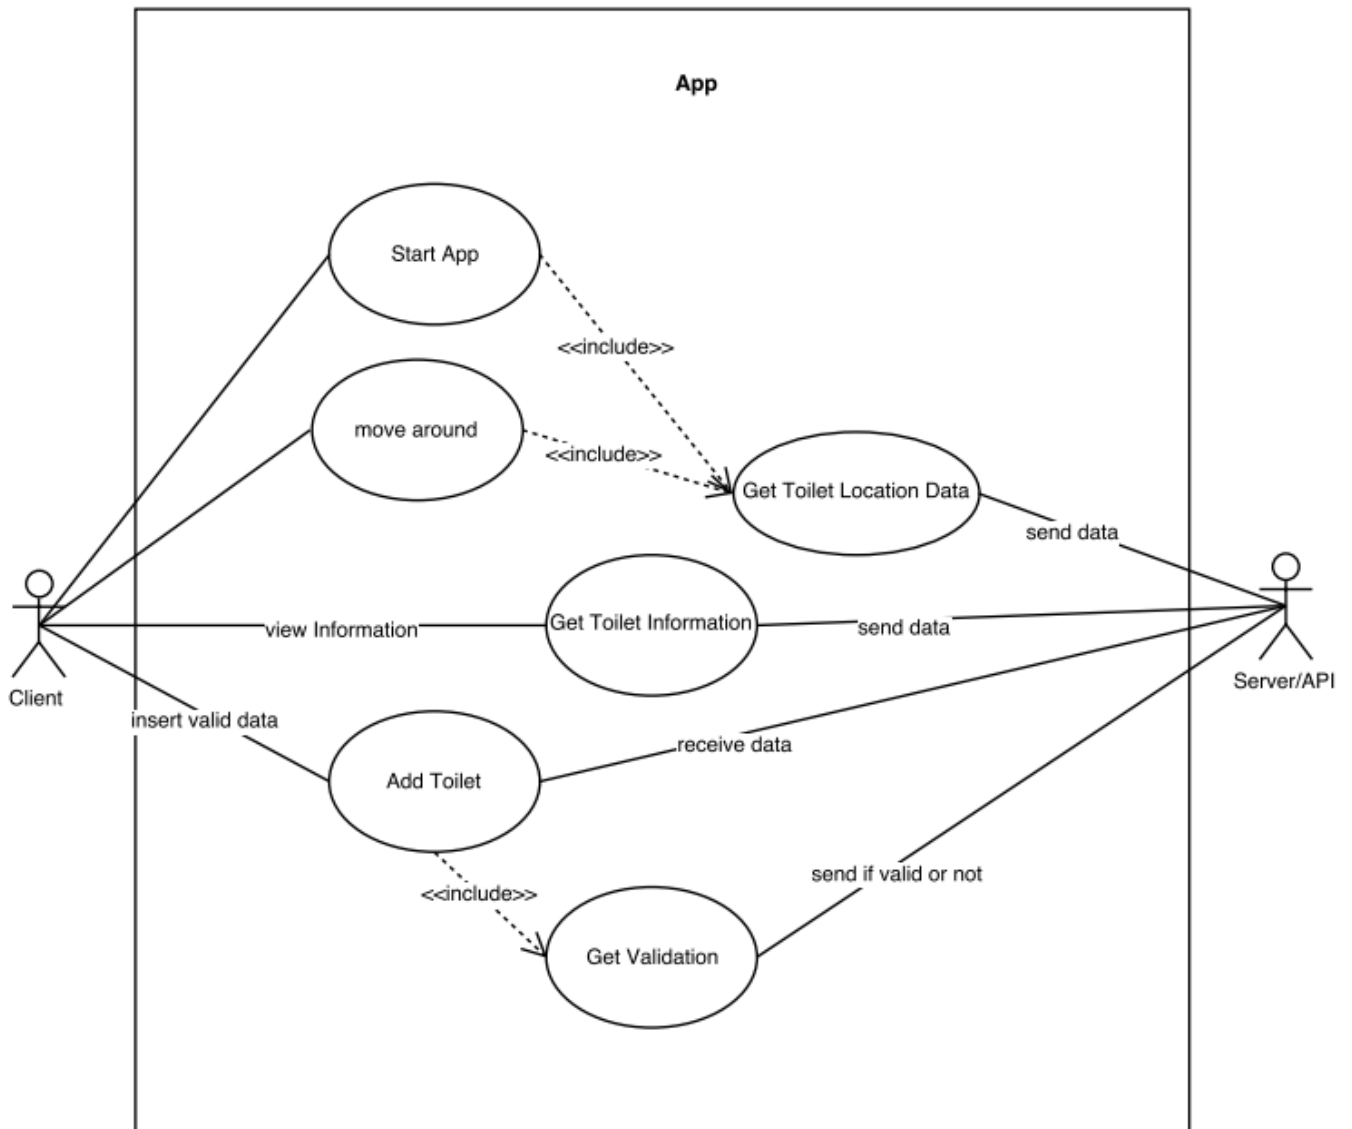 App
Start App
<<include>>
move around
<<include>>
Get Toilet Location Data
send data
Get Toilet Information
view Information
send data
Client
Server/API
insert valid data
receive data
Add Toilet
send if valid or not
<<include>>
Get Validation